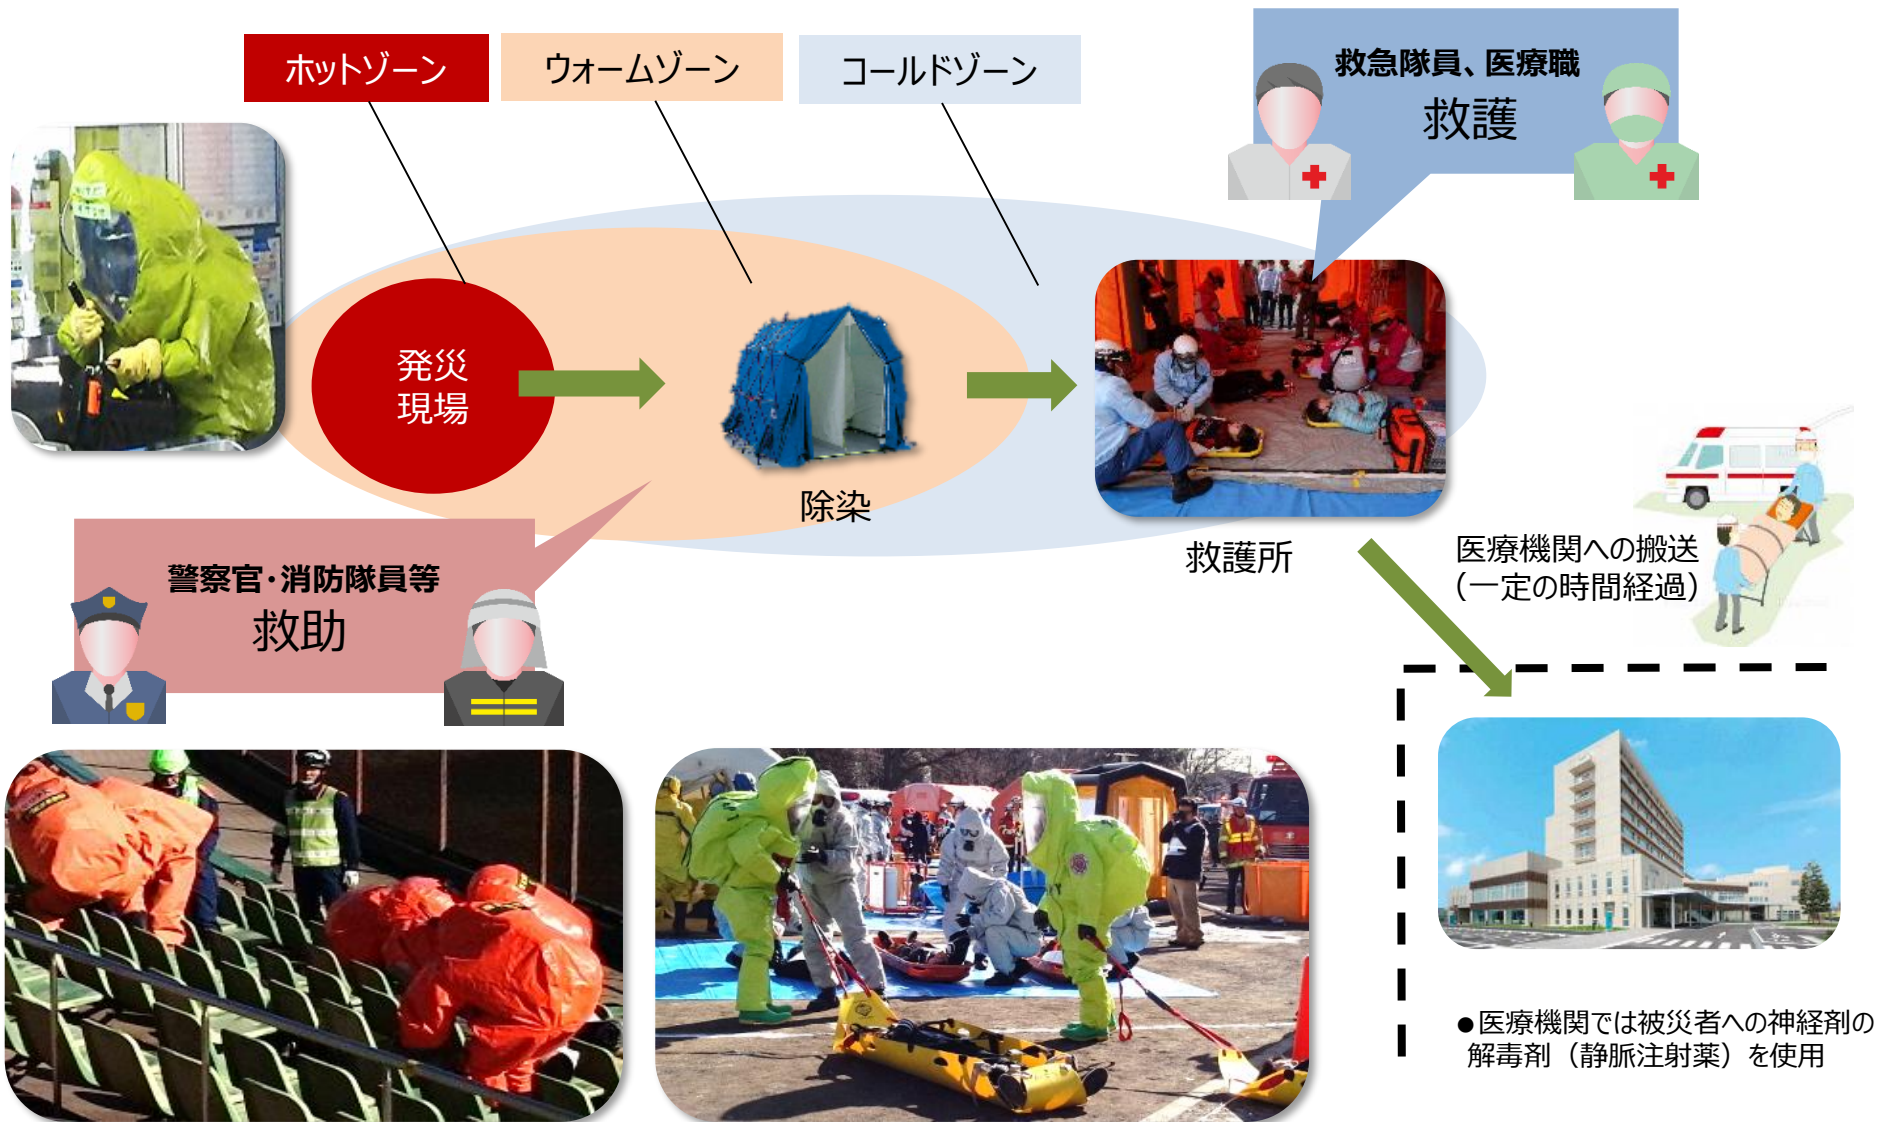 ホットゾーン
ウォームゾーン
コールドゾーン
救急隊員、医療職
救護
発災
現場
除染
救護所
警察官･消防隊員等
救助
医療機関への搬送
（一定の時間経過）
●医療機関では被災者への神経剤の
解毒剤（静脈注射薬）を使用